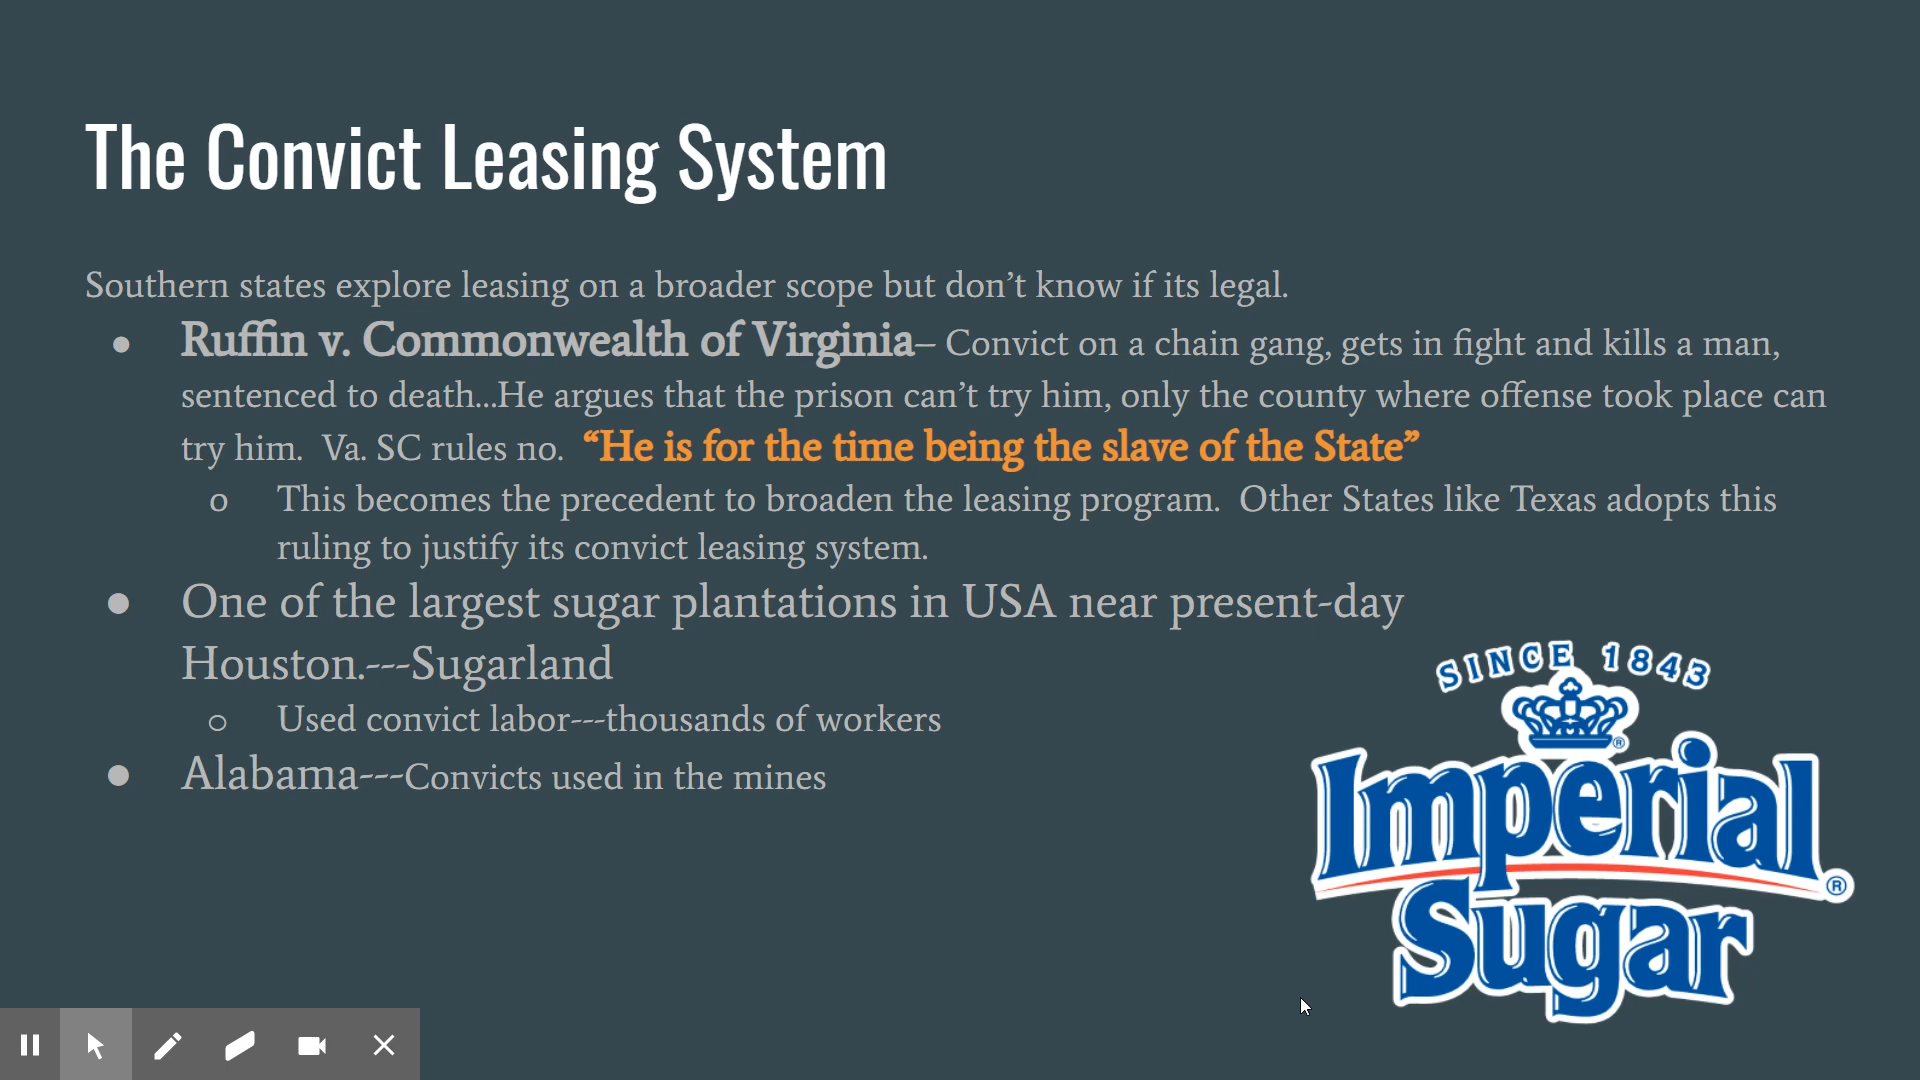 The Convict Leasing System
Southern states explore leasing on a broader scope but don’t know if its legal.
● Ruffin v. Commonwealth of Virginia– Convict on a chain gang, gets in fight and kills a man,
sentenced to death...He argues that the prison can’t try him, only the county where offense took place can
try him.  Va. SC rules no.  “He is for the time being the slave of the State”
o This becomes the precedent to broaden the leasing program.  Other States like Texas adopts this
ruling to justify its convict leasing system.
● One of the largest sugar plantations in USA near present-day
Houston.---Sugarland
○ Used convict labor---thousands of workers
● Alabama---Convicts used in the mines
SINCE 1843
®
Imperial
Sugar ®